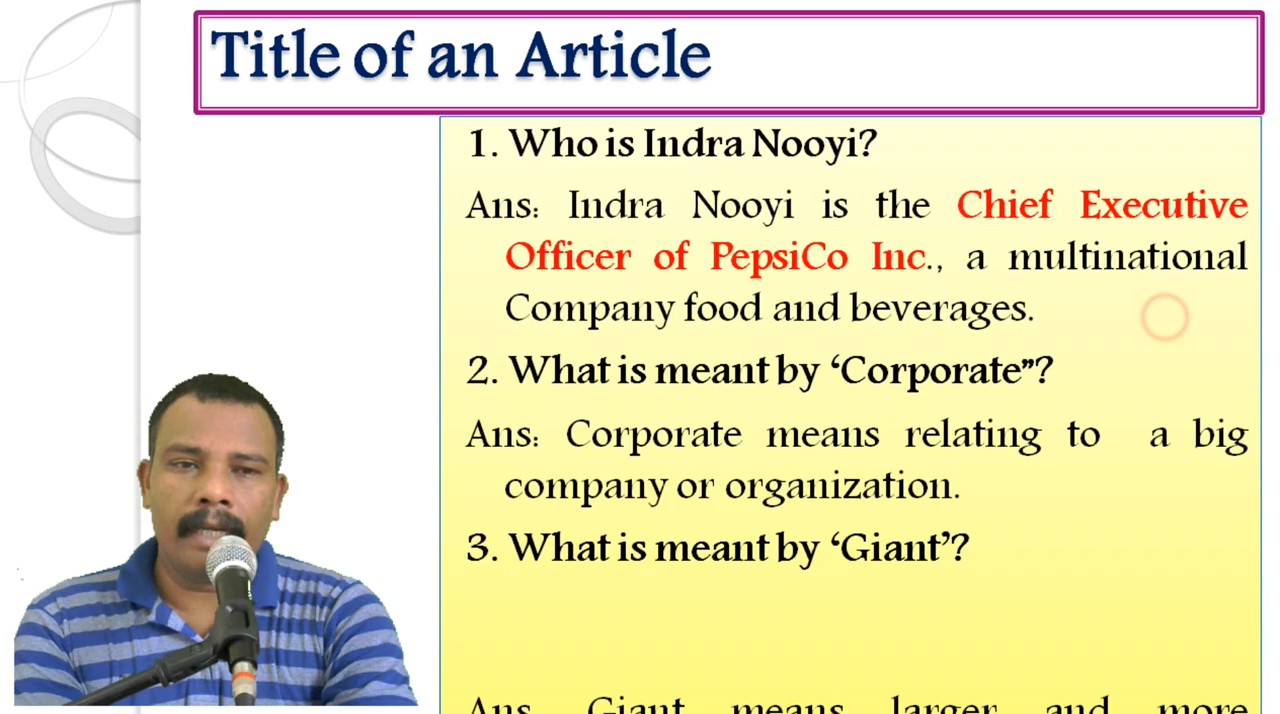 Title of an Article
1. Who is Indra Nooyi?
Ans: Indra Nooyi is the Chief Executive
Officer of PepsiCo Inc., a multinational
Company food and beverages.
2. What is meant by ‘Corporate”?
Ans: Corporate means relating to a big
company or organization.
3. What is meant by ‘Giant’?
Ans Giant means larger and more